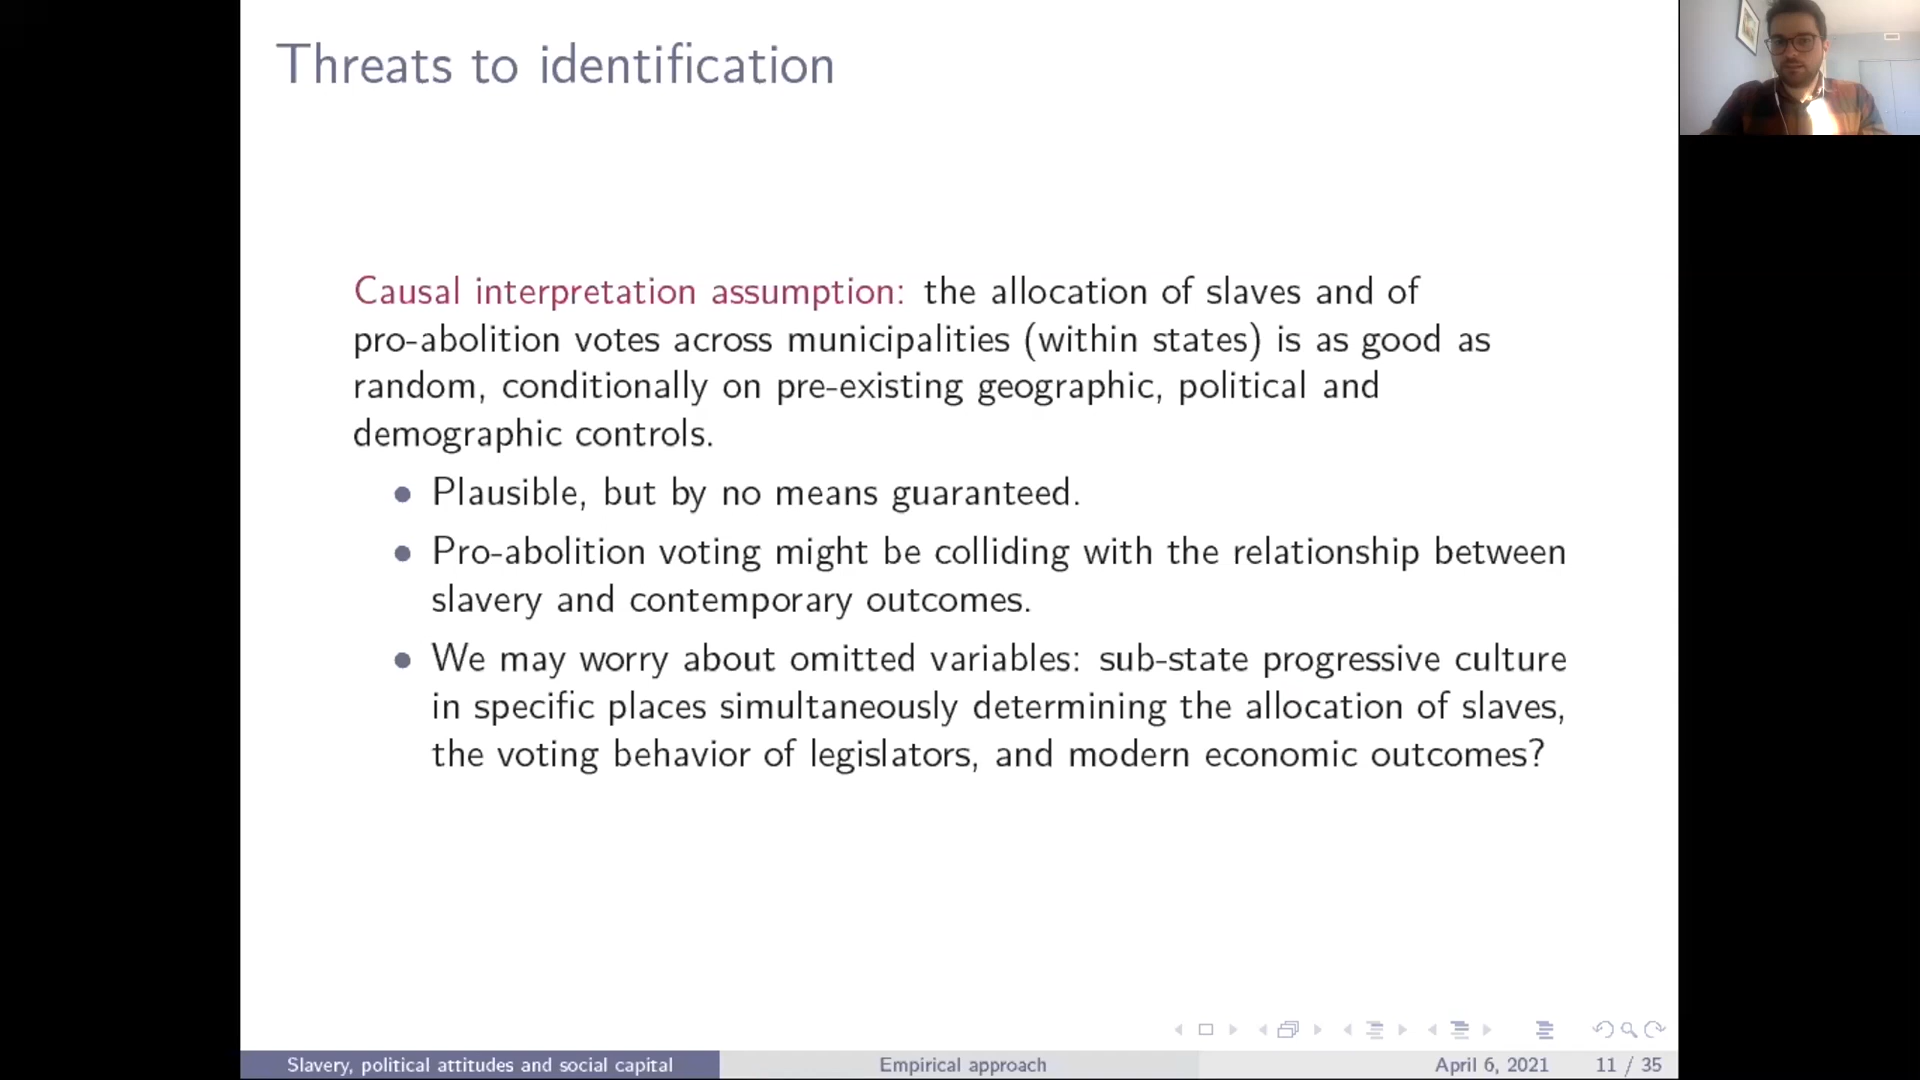 Threats to identification
Causal interpretation assumption: the allocation of slaves and of
pro-abolition votes across municipalities (within states) is as good as
random, conditionally on pre-existing geographic, political and
demographic controls.
• Plausible, but by no means guaranteed.
• Pro-abolition voting might be colliding with the relationship between
slavery and contemporary outcomes.
• We may worry about omitted variables: sub-state progressive culture
in specific places simultaneously determining the allocation of slaves,
the voting behavior of legislators, and modern economic outcomes?
Slavery, political attitudes and social capital
Empirical approach
April 6, 2021
11 / 35